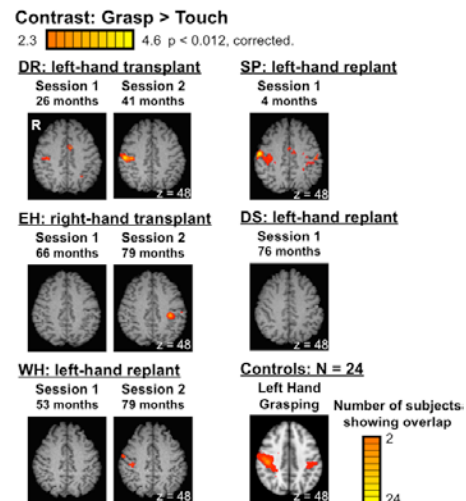 Contrast: Grasp > Touch
2.3 4.6 p < 0.012, corrected.
DR: left-hand transplant
Session 1
26 months
Session 2
41 months
R
z = 48
SP: left-hand replant
Session 1
4 months
z = 48
EH: right-hand transplant
Session 1
66 months
Session 2
79 months
z = 48
DS: left-hand replant
Session 1
76 months
z = 48
WH: left-hand replant
Session 1
53 months
Session 2
79 months
z = 48
Controls: N = 24
Left Hand
Grasping
z = 48
Number of subjects
showing overlap
2
24